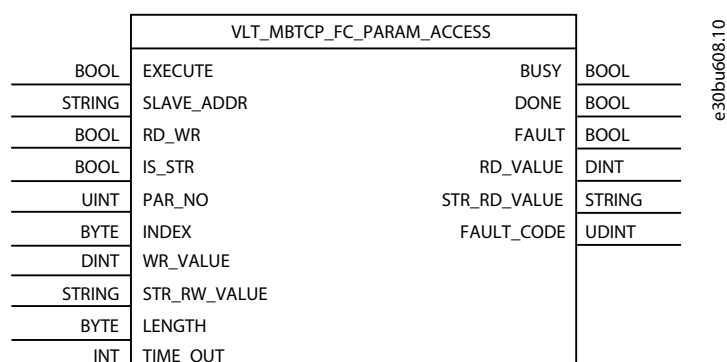 VLT_MBTCP_FC_PARAM_ACCESS
BOOL EXECUTE BUSY BOOL
STRING SLAVE_ADDR DONE BOOL
BOOL RD_WR FAULT BOOL
BOOL IS_STR RD_VALUE DINT
UINT PAR_NO STR_RD_VALUE STRING
BYTE INDEX FAULT_CODE UDINT
DINT WR_VALUE
STRING STR_RW_VALUE
BYTE LENGTH
INT TIME_OUT
e30bu608.10